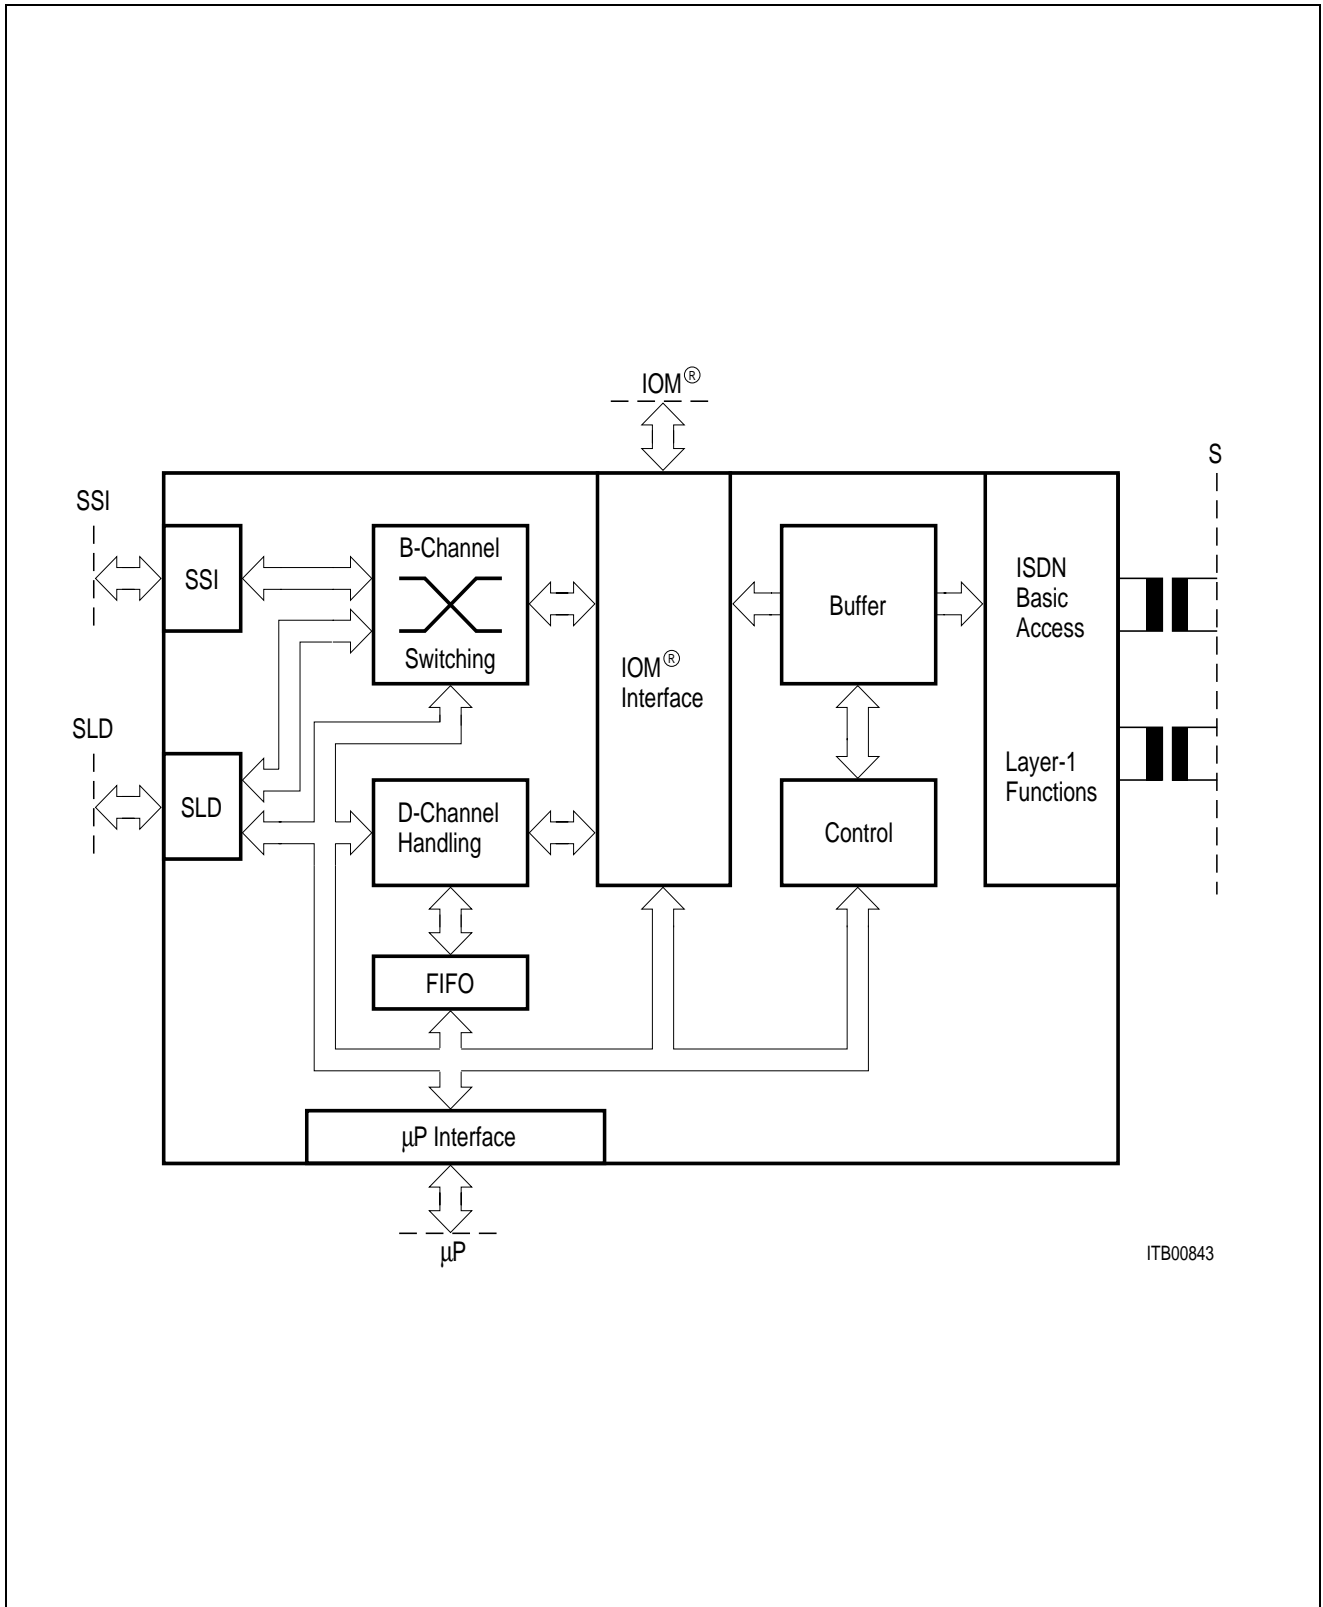 IOM®
S
SSI
B-Channel
SSI
ISDN
Basic
Access
Buffer
Switching
IOM®
Interface
SLD
SLD
D-Channel
Handling
Control
Layer-1
Functions
FIFO
µP Interface
µP
ITB00843